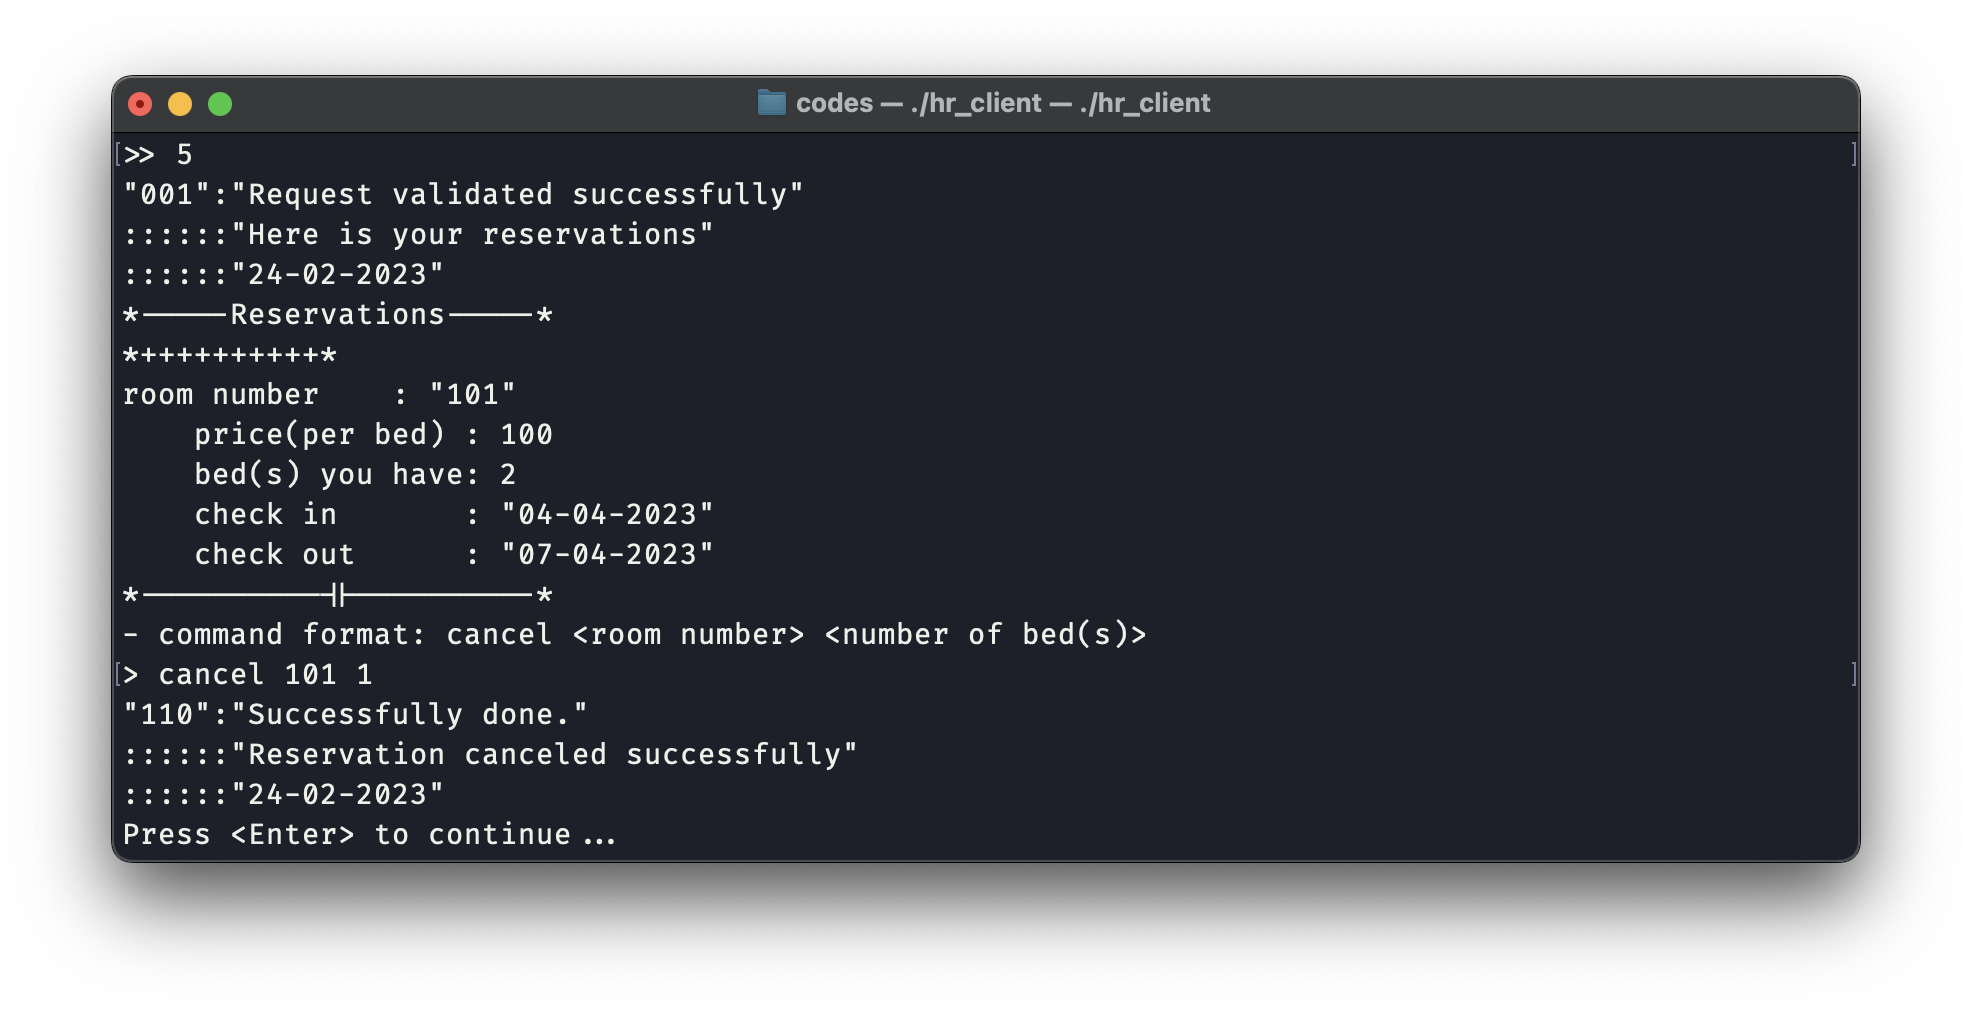 codes — ./hr_client — ./hr_client
[>> 5 ]
"001":"Request validated successfully"
::::::"Here is your reservations"
::::::"24-02-2023"
*-----Reservations-----*
*++++++++++*
room number    : "101"
    price(per bed) : 100
    bed(s) you have: 2
    check in       : "04-04-2023"
    check out      : "07-04-2023"
*-----------||-----------*
- command format: cancel <room number> <number of bed(s)>
[> cancel 101 1 ]
"110":"Successfully done."
::::::"Reservation canceled successfully"
::::::"24-02-2023"
Press <Enter> to continue...